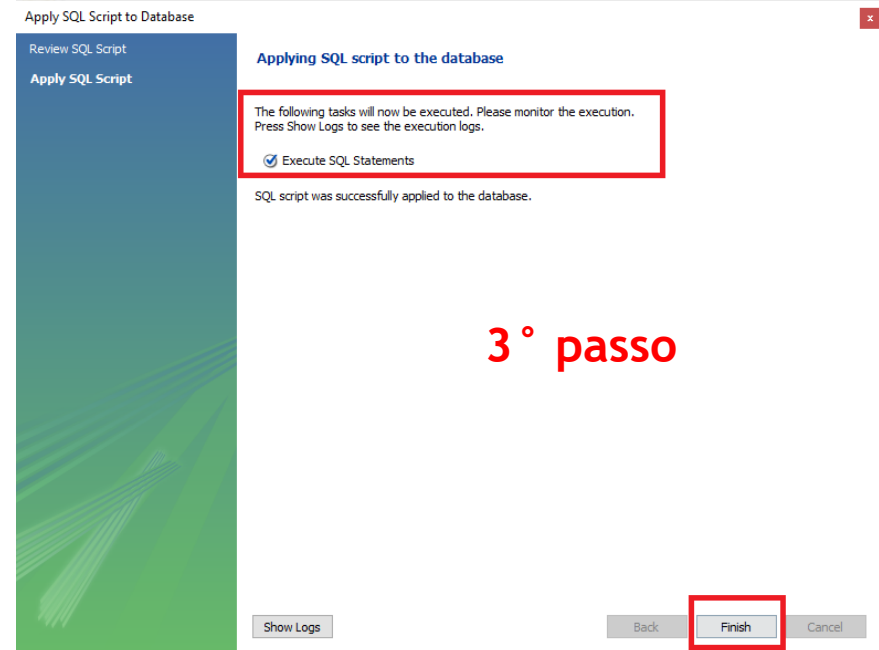 Apply SQL Script to Database
x
Review SQL Script
Apply SQL Script
Applying SQL script to the database
The following tasks will now be executed. Please monitor the execution.
Press Show Logs to see the execution logs.
Execute SQL Statements
SQL script was successfully applied to the database.
3° passo
Show Logs
Back
Finish
Cancel